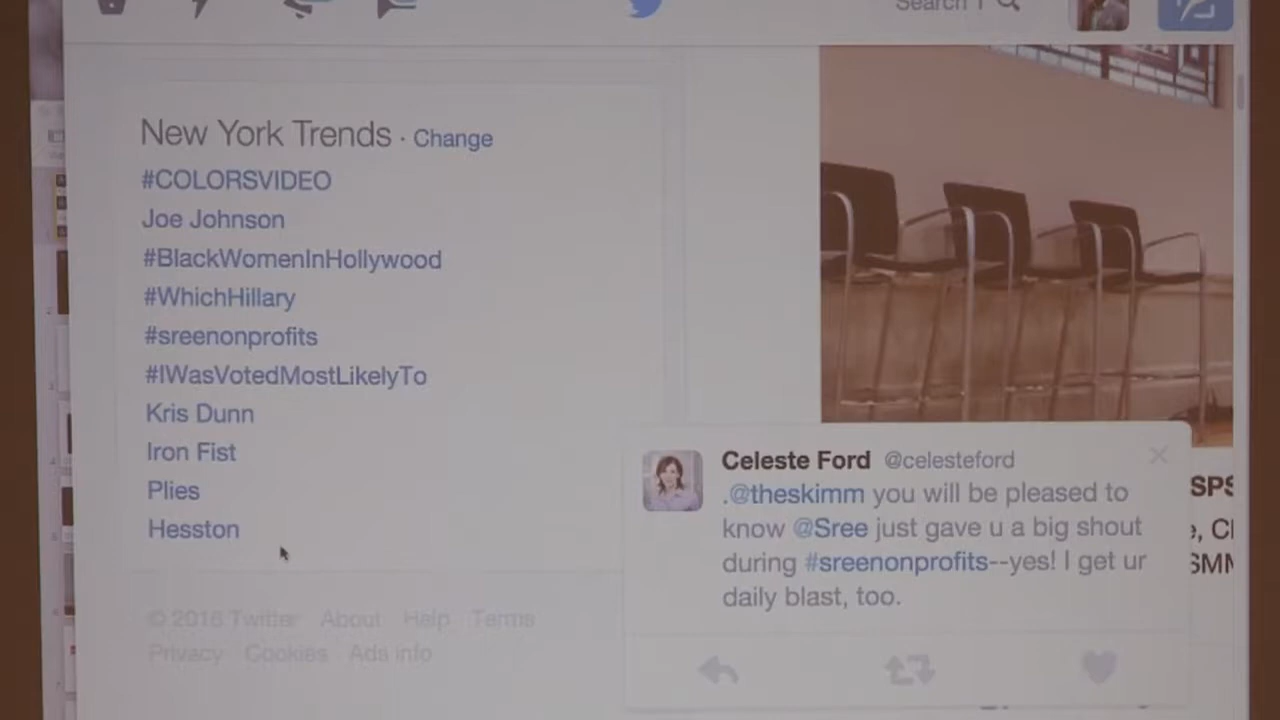 Search T
New York Trends · Change
#COLORSVIDEO
Joe Johnson
#BlackWomenInHollywood
#WhichHillary
#sreenonprofits
#IWasVotedMostLikelyTo
Kris Dunn
Iron Fist
Plies
Hesston
© 2016 Twitter About Help Terms
Privacy Cookies Ads info
Celeste Ford @celesteford
.@theskimm you will be pleased to
know @Sree just gave u a big shout
during #sreenonprofits--yes! I get ur
daily blast, too.
SPS
e, C
SMM